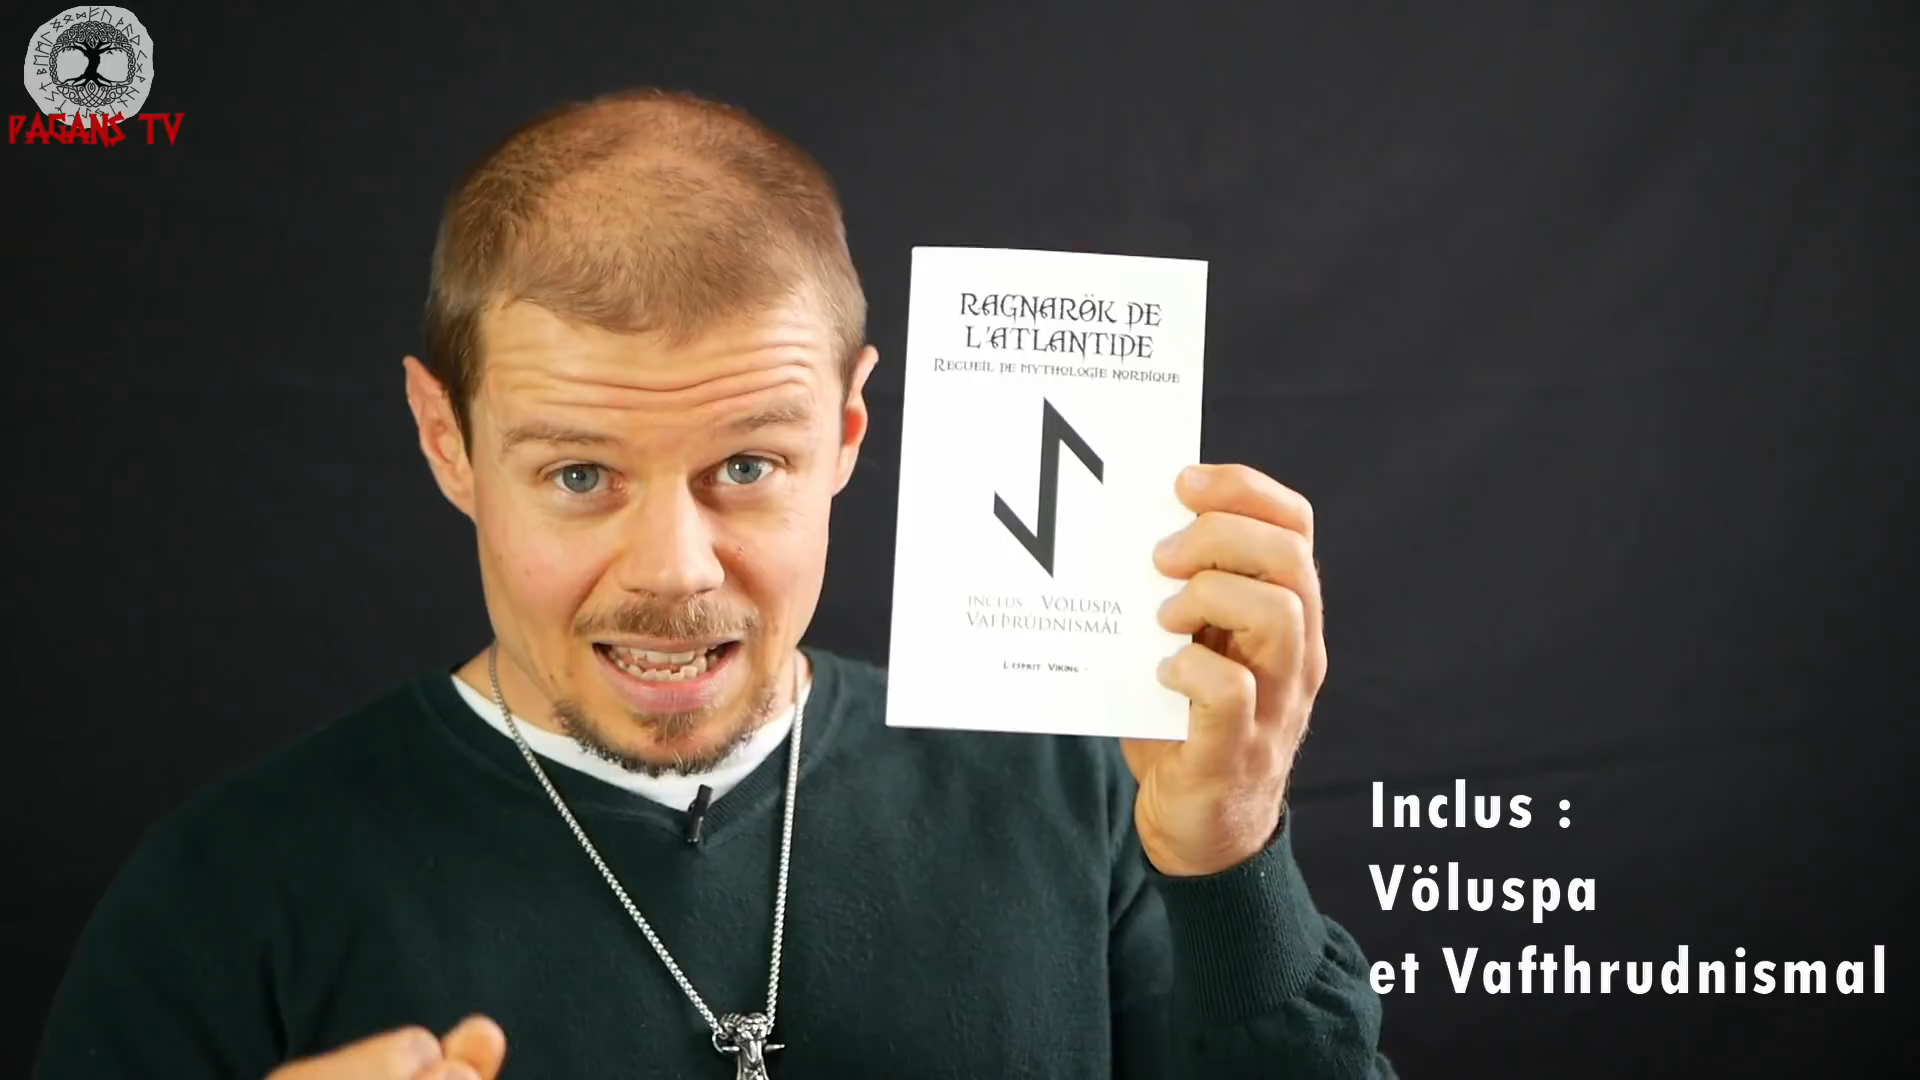 PAGANS TV
RAGNARÖK DE
L'ATLANTIDE
RECUEIL DE MYTHOLOGIE NORDIQUE
INCLUS VÖLUSPA
VAFÞRÚDNISMÁL
L'ESPRIT VIKING
Inclus :
Völuspa
et Vafthrudnismal